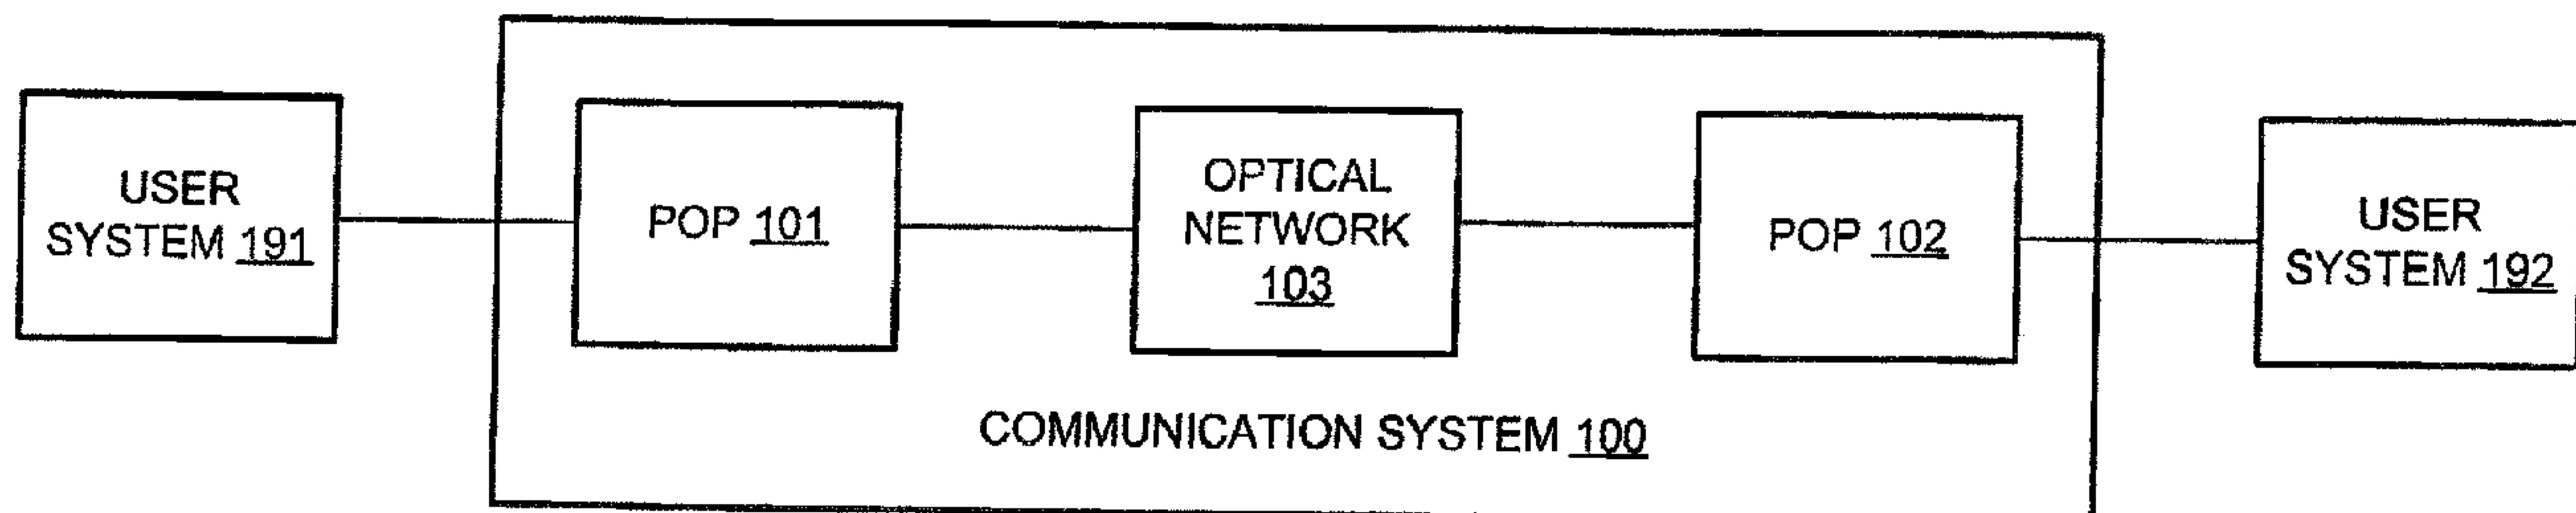 USER
SYSTEM 191
POP 101
OPTICAL
NETWORK
103
POP 102
USER
SYSTEM 192
COMMUNICATION SYSTEM 100